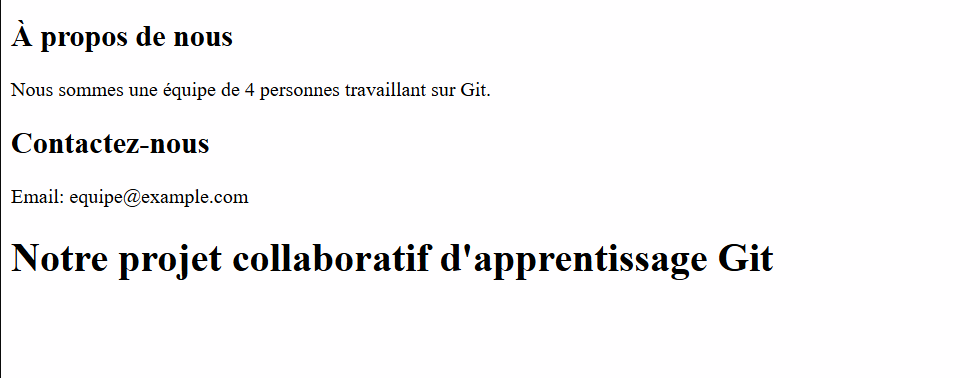 À propos de nous
Nous sommes une équipe de 4 personnes travaillant sur Git.
Contactez-nous
Email: equipe@example.com
Notre projet collaboratif d'apprentissage Git